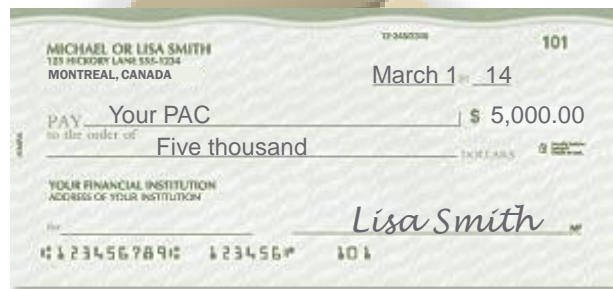 MICHAEL OR LISA SMITH 101
123 HICKORY LANE 555-1234
MONTREAL, CANADA
March 1 14
PAY Your PAC $ 5,000.00
to the order of
Five thousand DOLLARS
YOUR FINANCIAL INSTITUTION
ADDRESS OF YOUR INSTITUTION
Lisa Smith MP
⑆123456789⑆ 123456⑈ 101